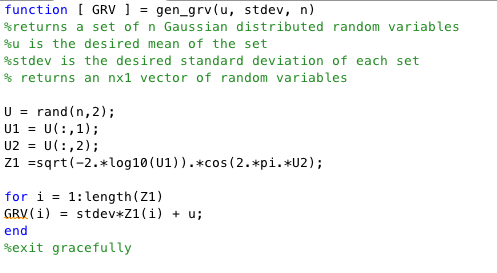 function [ GRV ] = gen_grv(u, stdev, n)
%returns a set of n Gaussian distributed random variables
%u is the desired mean of the set
%stdev is the desired standard deviation of each set
% returns an nx1 vector of random variables
U = rand(n,2);
U1 = U(:,1);
U2 = U(:,2);
Z1 =sqrt(-2.*log10(U1)).*cos(2.*pi.*U2);
for i = 1:length(Z1)
GRV(i) = stdev*Z1(i) + u;
end
%exit gracefully